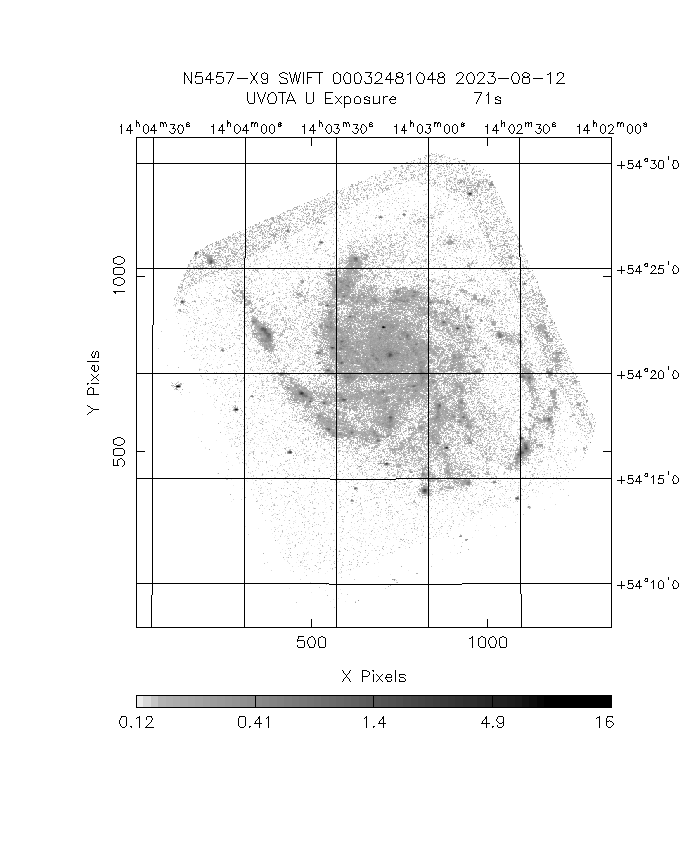 N5457-X9 SWIFT 00032481048 2023-08-12
UVOTA U Exposure 71s
14ʰ04ᵐ30ˢ 14ʰ04ᵐ00ˢ 14ʰ03ᵐ30ˢ 14ʰ03ᵐ00ˢ 14ʰ02ᵐ30ˢ 14ʰ02ᵐ00ˢ
+54°30'0
+54°25'0
1000
+54°20'0
Y Pixels
500
+54°15'0
+54°10'0
500 1000
X Pixels
0.12 0.41 1.4 4.9 16